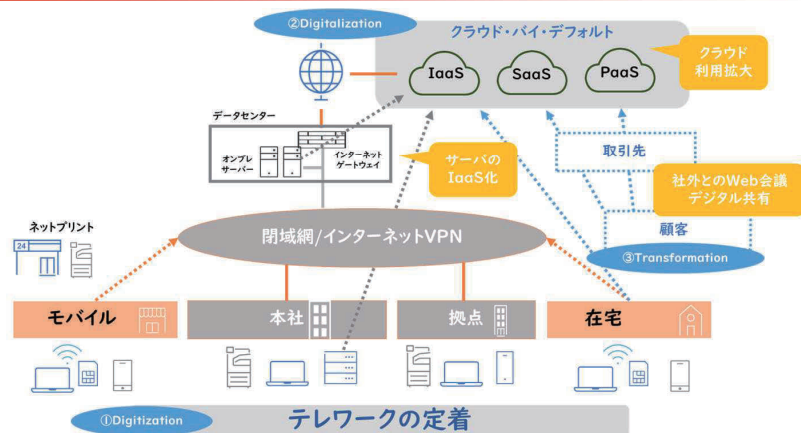 ②Digitalization
クラウド・バイ・デフォルト
IaaS
SaaS
PaaS
クラウド
利用拡大
データセンター
オンプレ
サーバー
インターネット
ゲートウェイ
サーバの
IaaS化
取引先
社外とのWeb会議
デジタル共有
顧客
③Transformation
ネットプリント
24
閉域網/インターネットVPN
モバイル
本社
拠点
在宅
①Digitization
テレワークの定着